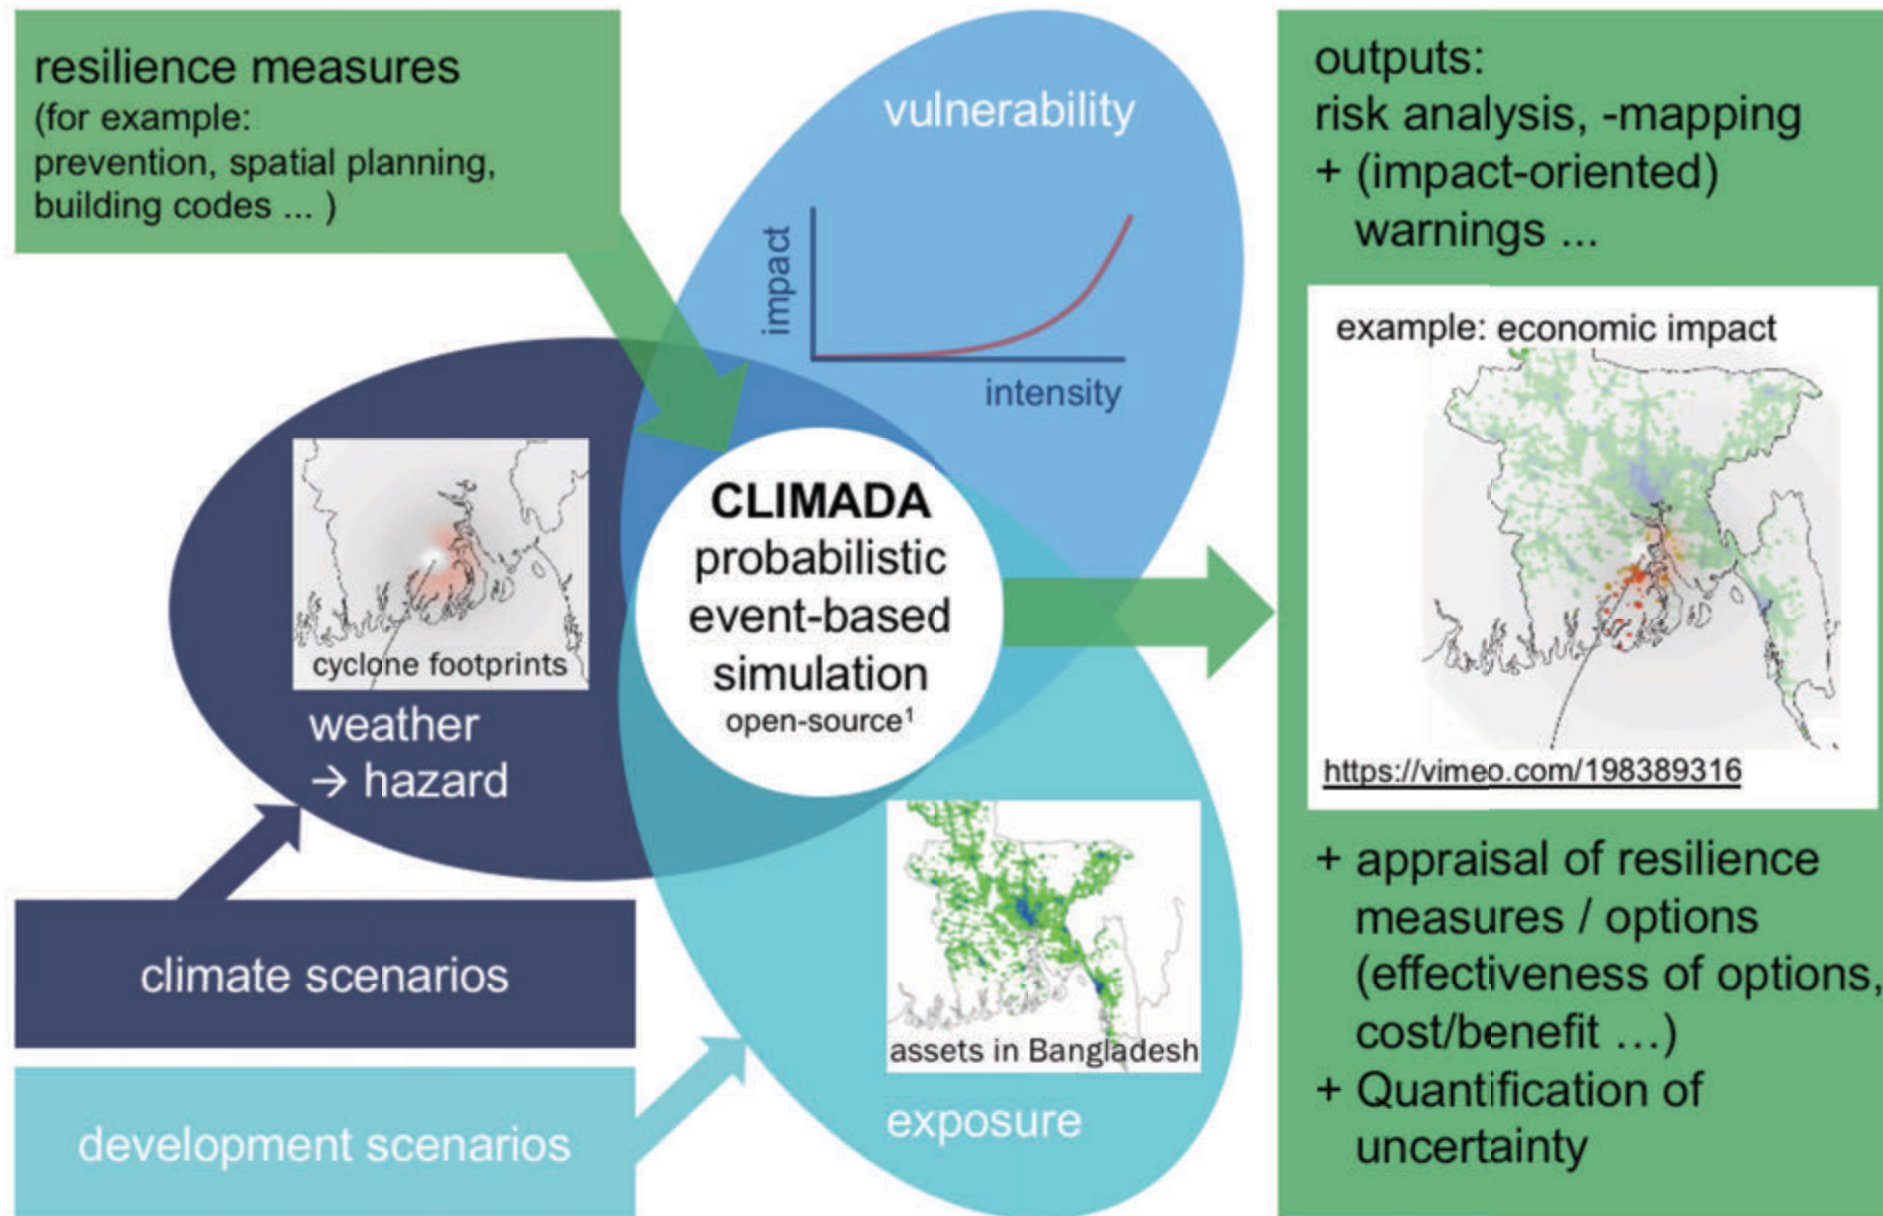 resilience measures
(for example:
prevention, spatial planning,
building codes ... )
vulnerability
impact
intensity
cyclone footprints
weather
→ hazard
CLIMADA
probabilistic
event-based
simulation
open-source¹
climate scenarios
development scenarios
assets in Bangladesh
exposure
outputs:
risk analysis, -mapping
+ (impact-oriented)
warnings ...
example: economic impact
https://vimeo.com/198389316
+ appraisal of resilience
measures / options
(effectiveness of options,
cost/benefit …)
+ Quantification of
uncertainty